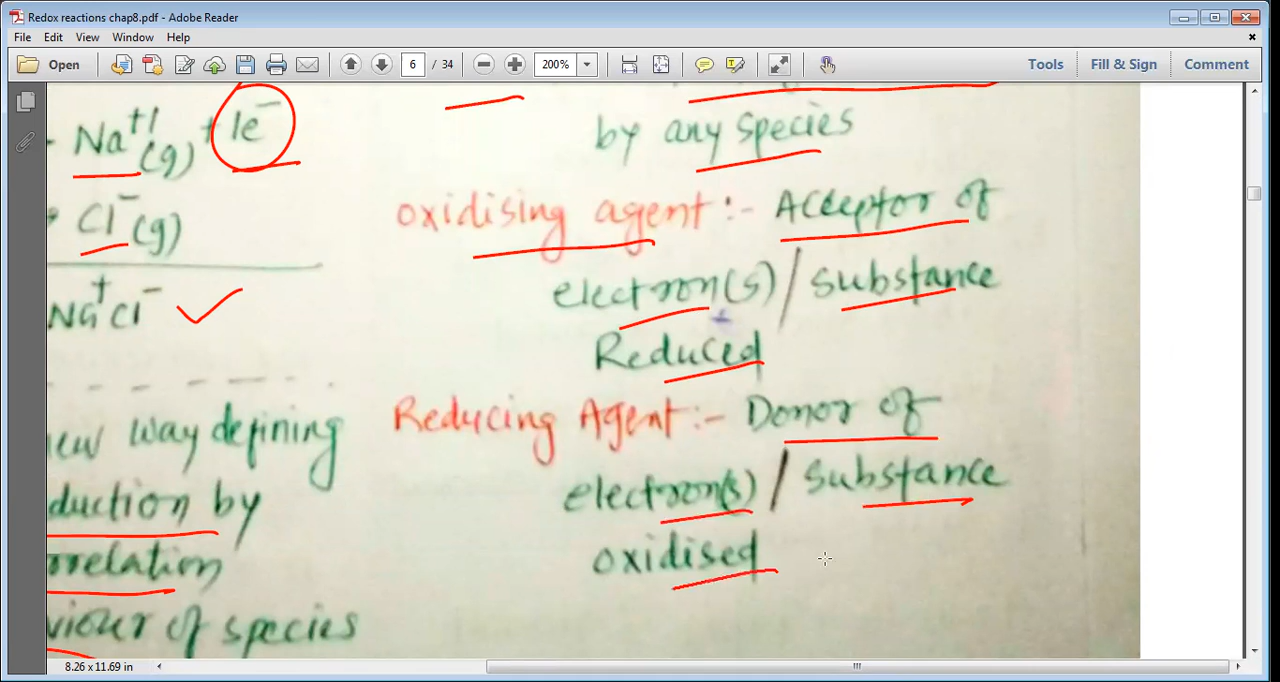 Redox reactions chap8.pdf - Adobe Reader
File Edit View Window Help
Open 6 / 34 200% Tools Fill & Sign Comment
Na+1(g) + 1e−
Cl−(g)
Na+Cl−
way defining
duction by
rrelation
viour of species
by any species
oxidising agent :- Acceptor of
electron(s) / substance
Reduced
Reducing Agent :- Donor of
electron(s) / substance
oxidised
8.26 x 11.69 in